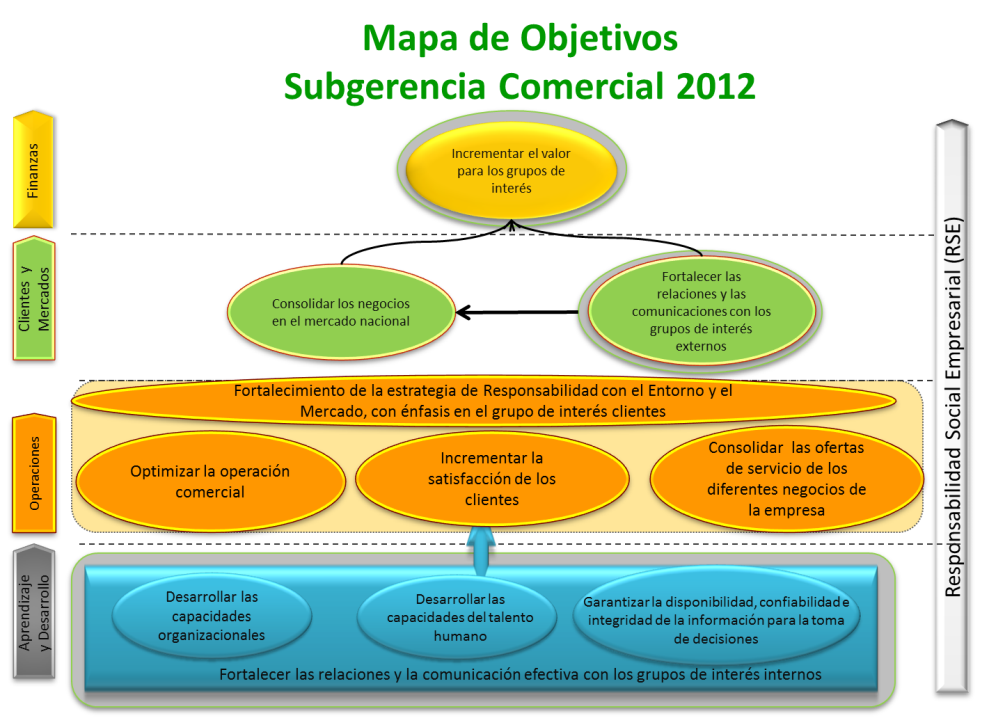 Mapa de Objetivos
Subgerencia Comercial 2012
Finanzas
Incrementar el valor
para los grupos de
interés
Clientes y
Mercados
Consolidar los negocios
en el mercado nacional
Fortalecer las
relaciones y las
comunicaciones con los
grupos de interés
externos
Operaciones
Fortalecimiento de la estrategia de Responsabilidad con el Entorno y el
Mercado, con énfasis en el grupo de interés clientes
Optimizar la operación
comercial
Incrementar la
satisfacción de los
clientes
Consolidar las ofertas
de servicio de los
diferentes negocios de
la empresa
Aprendizaje
y Desarrollo
Desarrollar las
capacidades
organizacionales
Desarrollar las
capacidades del talento
humano
Garantizar la disponibilidad, confiabilidad e
integridad de la información para la toma
de decisiones
Fortalecer las relaciones y la comunicación efectiva con los grupos de interés internos
Responsabilidad Social Empresarial (RSE)